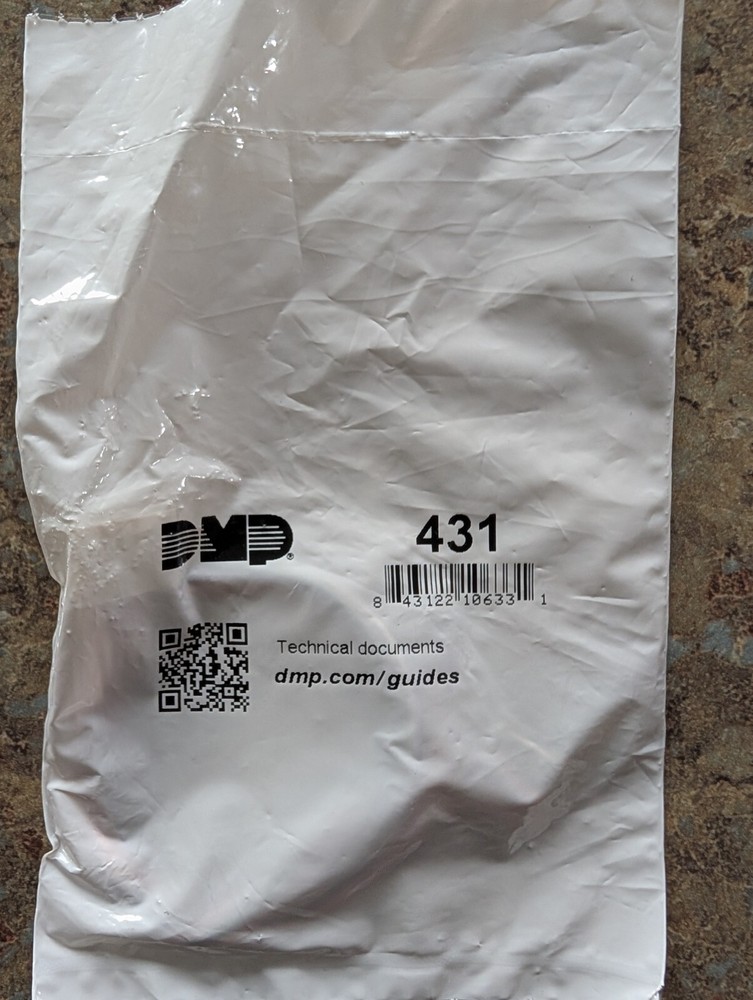 DMP®
431
8 43122 10633 1
Technical documents
dmp.com/guides